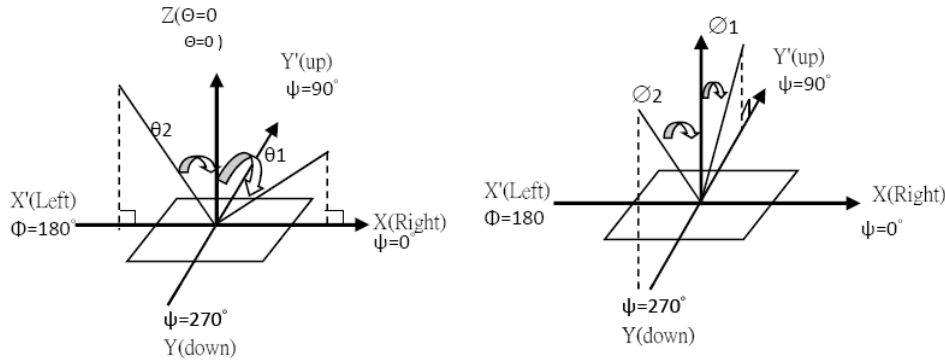 Z(Θ=0
Θ=0 )
Y'(up)
ψ=90°
θ2
θ1
X'(Left)
Φ=180°
X(Right)
ψ=0°
ψ=270°
Y(down)
∅1
Y'(up)
ψ=90°
∅2
X'(Left)
Φ=180
X(Right)
ψ=0°
ψ=270°
Y(down)